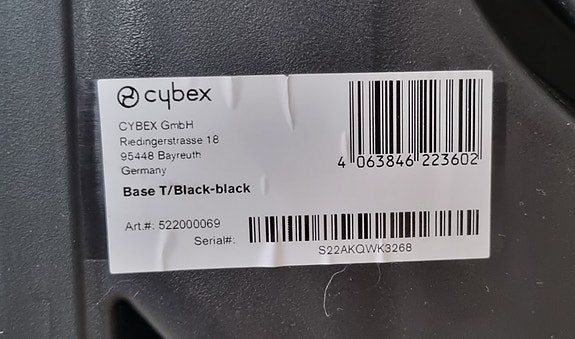 cybex
CYBEX GmbH
Riedingerstrasse 18
95448 Bayreuth
Germany
Base T/Black-black
4 063846 223602
Art.#: 522000069
Serial#:
S22AKQWK3268